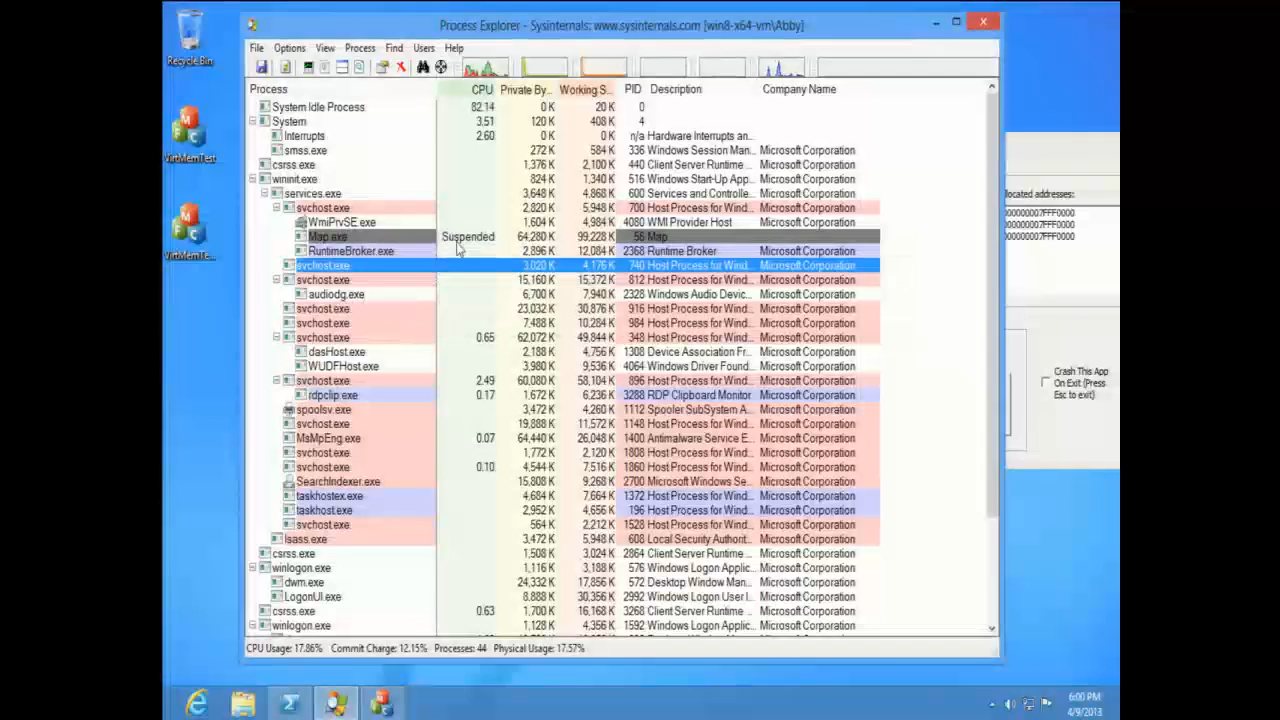 Recycle Bin
VirtMemTest
VirtMemTe...
Process Explorer - Sysinternals: www.sysinternals.com [win8-x64-vm\Abby]
File Options View Process Find Users Help
Process CPU Private By... Working S... PID Description Company Name
System Idle Process 82.14 0 K 20 K 0
System 3.51 120 K 408 K 4
Interrupts 2.60 0 K 0 K n/a Hardware Interrupts an...
smss.exe 272 K 584 K 336 Windows Session Man... Microsoft Corporation
csrss.exe 1,376 K 2,100 K 440 Client Server Runtime ... Microsoft Corporation
wininit.exe 824 K 1,340 K 516 Windows Start-Up App... Microsoft Corporation
services.exe 3,648 K 4,868 K 600 Services and Controlle... Microsoft Corporation
svchost.exe 2,820 K 5,948 K 700 Host Process for Wind... Microsoft Corporation
WmiPrvSE.exe 1,604 K 4,984 K 4080 WMI Provider Host Microsoft Corporation
Map.exe Suspended 64,280 K 99,228 K 56 Map
RuntimeBroker.exe 2,896 K 12,084 K 2368 Runtime Broker Microsoft Corporation
svchost.exe 3,020 K 4,176 K 740 Host Process for Wind... Microsoft Corporation
svchost.exe 15,160 K 15,372 K 812 Host Process for Wind... Microsoft Corporation
audiodg.exe 6,700 K 7,940 K 2328 Windows Audio Devic... Microsoft Corporation
svchost.exe 23,032 K 30,876 K 916 Host Process for Wind... Microsoft Corporation
svchost.exe 7,488 K 10,284 K 984 Host Process for Wind... Microsoft Corporation
svchost.exe 0.65 62,072 K 49,844 K 348 Host Process for Wind... Microsoft Corporation
dasHost.exe 2,188 K 4,756 K 1308 Device Association Fr... Microsoft Corporation
WUDFHost.exe 3,980 K 9,536 K 4064 Windows Driver Found... Microsoft Corporation
svchost.exe 2.49 60,080 K 58,104 K 896 Host Process for Wind... Microsoft Corporation
rdpclip.exe 0.17 1,672 K 6,236 K 3288 RDP Clipboard Monitor Microsoft Corporation
spoolsv.exe 3,472 K 4,260 K 1112 Spooler SubSystem A... Microsoft Corporation
svchost.exe 19,888 K 11,572 K 1148 Host Process for Wind... Microsoft Corporation
MsMpEng.exe 0.07 64,440 K 26,048 K 1400 Antimalware Service E... Microsoft Corporation
svchost.exe 1,772 K 2,120 K 1808 Host Process for Wind... Microsoft Corporation
svchost.exe 0.10 4,544 K 7,516 K 1860 Host Process for Wind... Microsoft Corporation
SearchIndexer.exe 15,808 K 9,268 K 2700 Microsoft Windows Se... Microsoft Corporation
taskhostex.exe 4,684 K 7,664 K 1372 Host Process for Wind... Microsoft Corporation
taskhost.exe 2,952 K 4,656 K 196 Host Process for Wind... Microsoft Corporation
svchost.exe 564 K 2,212 K 1528 Host Process for Wind... Microsoft Corporation
lsass.exe 3,472 K 5,948 K 608 Local Security Authorit... Microsoft Corporation
csrss.exe 1,508 K 3,024 K 2864 Client Server Runtime ... Microsoft Corporation
winlogon.exe 1,116 K 3,188 K 576 Windows Logon Applic... Microsoft Corporation
dwm.exe 24,332 K 17,856 K 572 Desktop Window Man... Microsoft Corporation
LogonUI.exe 8,888 K 30,356 K 2992 Windows Logon User I... Microsoft Corporation
csrss.exe 0.63 1,700 K 16,168 K 3268 Client Server Runtime ... Microsoft Corporation
winlogon.exe 1,128 K 4,356 K 1592 Windows Logon Applic... Microsoft Corporation
CPU Usage: 17.86% Commit Charge: 12.15% Processes: 44 Physical Usage: 17.57%
located addresses:
00000007FFF0000
00000007FFF0000
00000007FFF0000
Crash This App
On Exit (Press
Esc to exit)
6:00 PM
4/9/2013